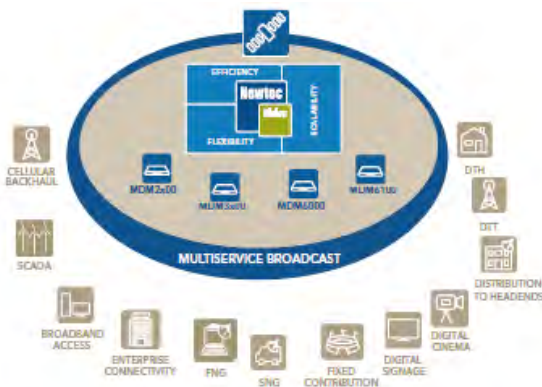 EFFICIENCY
Newtec
FLEXIBILITY
SCALABILITY
MDM2x00
MDM3x00
MDM6000
MDM6100
MULTISERVICE BROADCAST
CELLULAR
BACKHAUL
SCADA
BROADBAND
ACCESS
ENTERPRISE
CONNECTIVITY
FNG
SNG
FIXED
CONTRIBUTION
DIGITAL
SIGNAGE
DIGITAL
CINEMA
DISTRIBUTION
TO HEADENDS
DTT
DTH